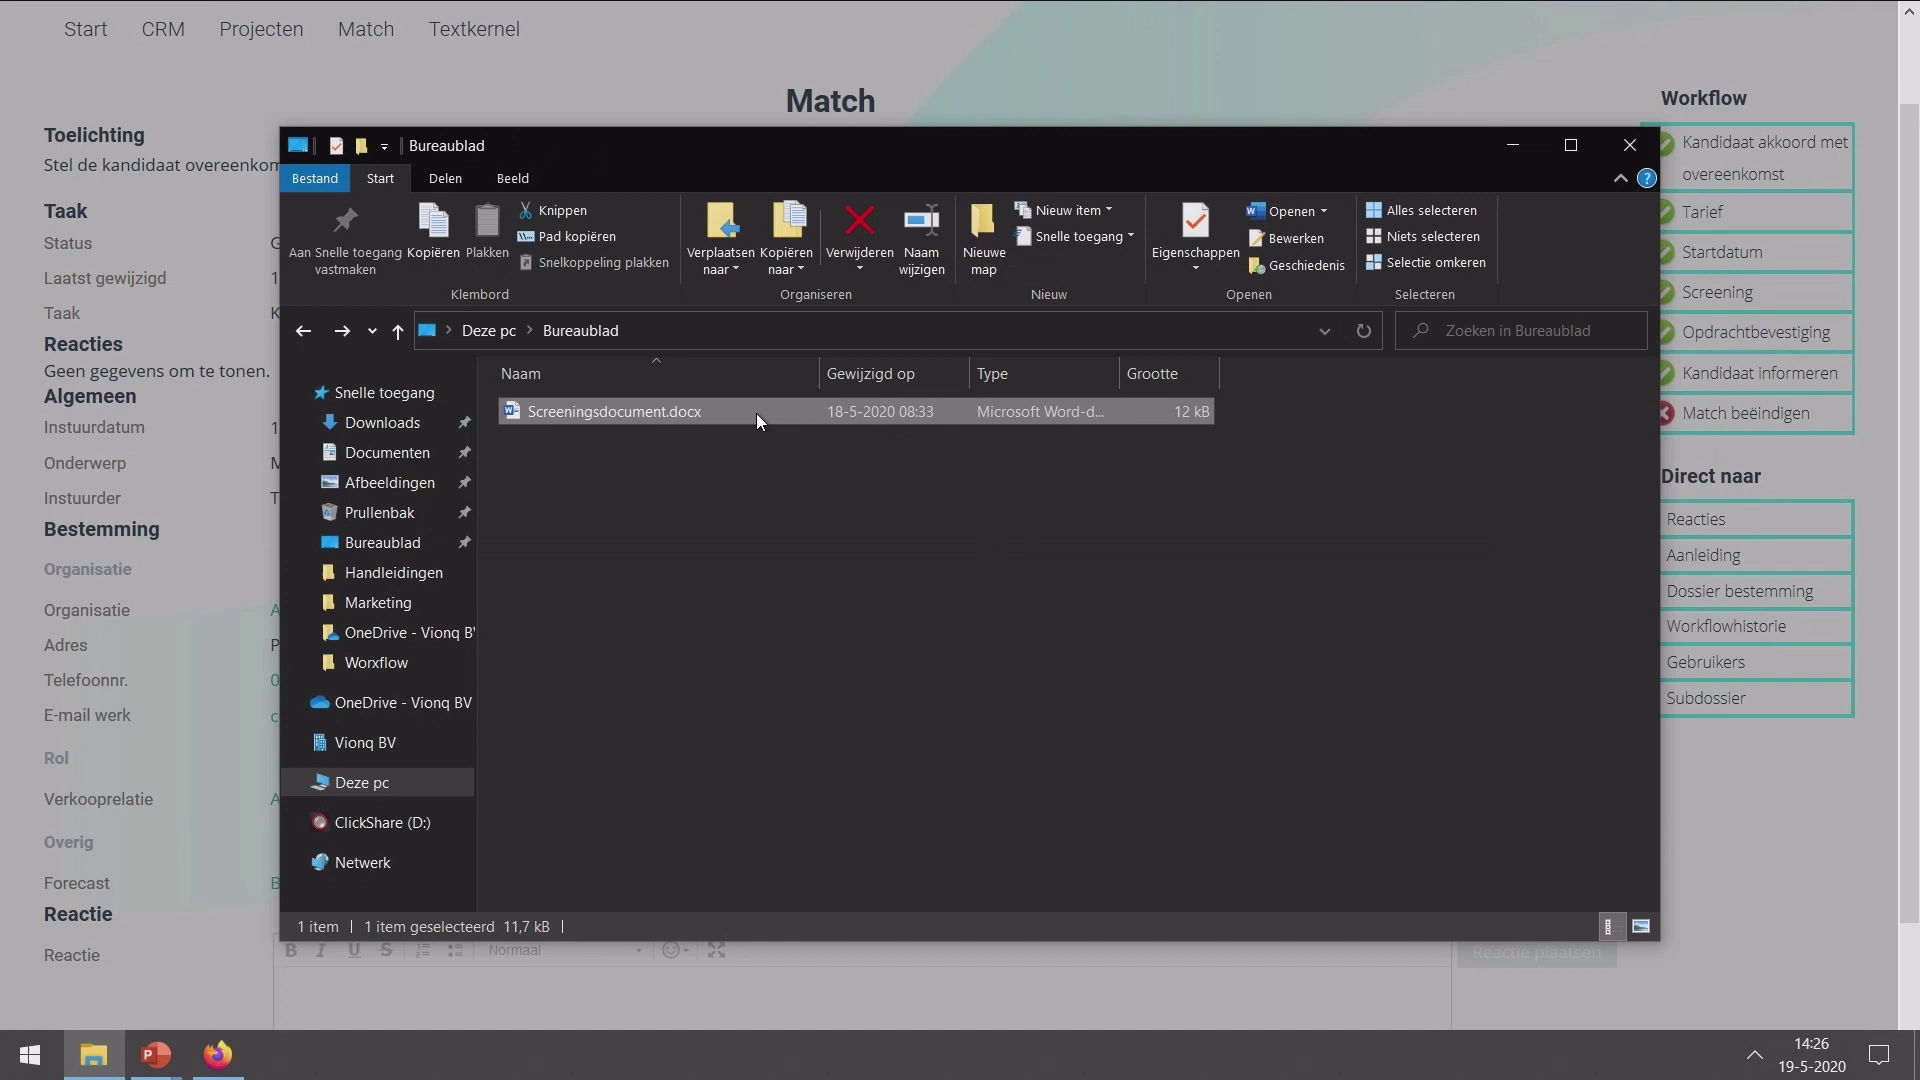 Start CRM Projecten Match Textkernel
Match
Toelichting
Stel de kandidaat overeenkom
Taak
Status G
Laatst gewijzigd 1
Taak K
Reacties
Geen gegevens om te tonen.
Algemeen
Instuurdatum 1
Onderwerp M
Instuurder T
Bestemming
Organisatie
Organisatie A
Adres P
Telefoonnr. 0
E-mail werk c
Rol
Verkooprelatie A
Overig
Forecast B
Reactie
Reactie
Bureaublad
Bestand Start Delen Beeld
Aan Snelle toegang
vastmaken
Kopiëren
Plakken
Knippen
Pad kopiëren
Snelkoppeling plakken
Klembord
Verplaatsen
naar
Kopiëren
naar
Verwijderen
Naam
wijzigen
Organiseren
Nieuwe
map
Nieuw item
Snelle toegang
Nieuw
Eigenschappen
Openen
Bewerken
Geschiedenis
Openen
Alles selecteren
Niets selecteren
Selectie omkeren
Selecteren
Deze pc > Bureaublad
Zoeken in Bureaublad
Snelle toegang
Downloads
Documenten
Afbeeldingen
Prullenbak
Bureaublad
Handleidingen
Marketing
OneDrive - Vionq B
Worxflow
OneDrive - Vionq BV
Vionq BV
Deze pc
ClickShare (D:)
Netwerk
Naam Gewijzigd op Type Grootte
Screeningsdocument.docx 18-5-2020 08:33 Microsoft Word-d... 12 kB
1 item 1 item geselecteerd 11,7 kB
B I U S Normaal
Reactie plaatsen
Workflow
Kandidaat akkoord met
overeenkomst
Tarief
Startdatum
Screening
Opdrachtbevestiging
Kandidaat informeren
Match beëindigen
Direct naar
Reacties
Aanleiding
Dossier bestemming
Workflowhistorie
Gebruikers
Subdossier
14:26
19-5-2020